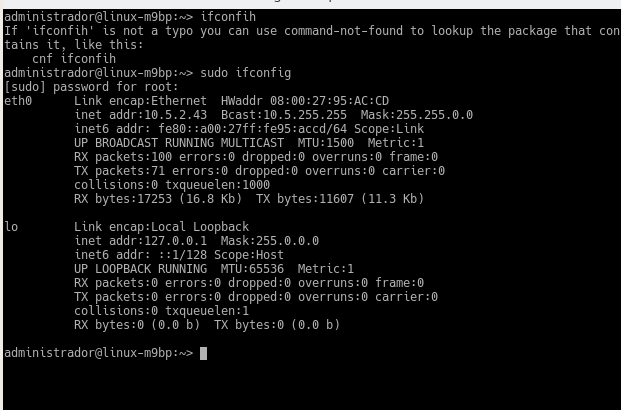 administrador@linux-m9bp:~> ifconfih
If 'ifconfih' is not a typo you can use command-not-found to lookup the package that con
tains it, like this:
    cnf ifconfih
administrador@linux-m9bp:~> sudo ifconfig
[sudo] password for root:
eth0      Link encap:Ethernet  HWaddr 08:00:27:95:AC:CD
          inet addr:10.5.2.43  Bcast:10.5.255.255  Mask:255.255.0.0
          inet6 addr: fe80::a00:27ff:fe95:accd/64 Scope:Link
          UP BROADCAST RUNNING MULTICAST  MTU:1500  Metric:1
          RX packets:100 errors:0 dropped:0 overruns:0 frame:0
          TX packets:71 errors:0 dropped:0 overruns:0 carrier:0
          collisions:0 txqueuelen:1000
          RX bytes:17253 (16.8 Kb)  TX bytes:11607 (11.3 Kb)

lo        Link encap:Local Loopback
          inet addr:127.0.0.1  Mask:255.0.0.0
          inet6 addr: ::1/128 Scope:Host
          UP LOOPBACK RUNNING  MTU:65536  Metric:1
          RX packets:0 errors:0 dropped:0 overruns:0 frame:0
          TX packets:0 errors:0 dropped:0 overruns:0 carrier:0
          collisions:0 txqueuelen:1
          RX bytes:0 (0.0 b)  TX bytes:0 (0.0 b)

administrador@linux-m9bp:~>